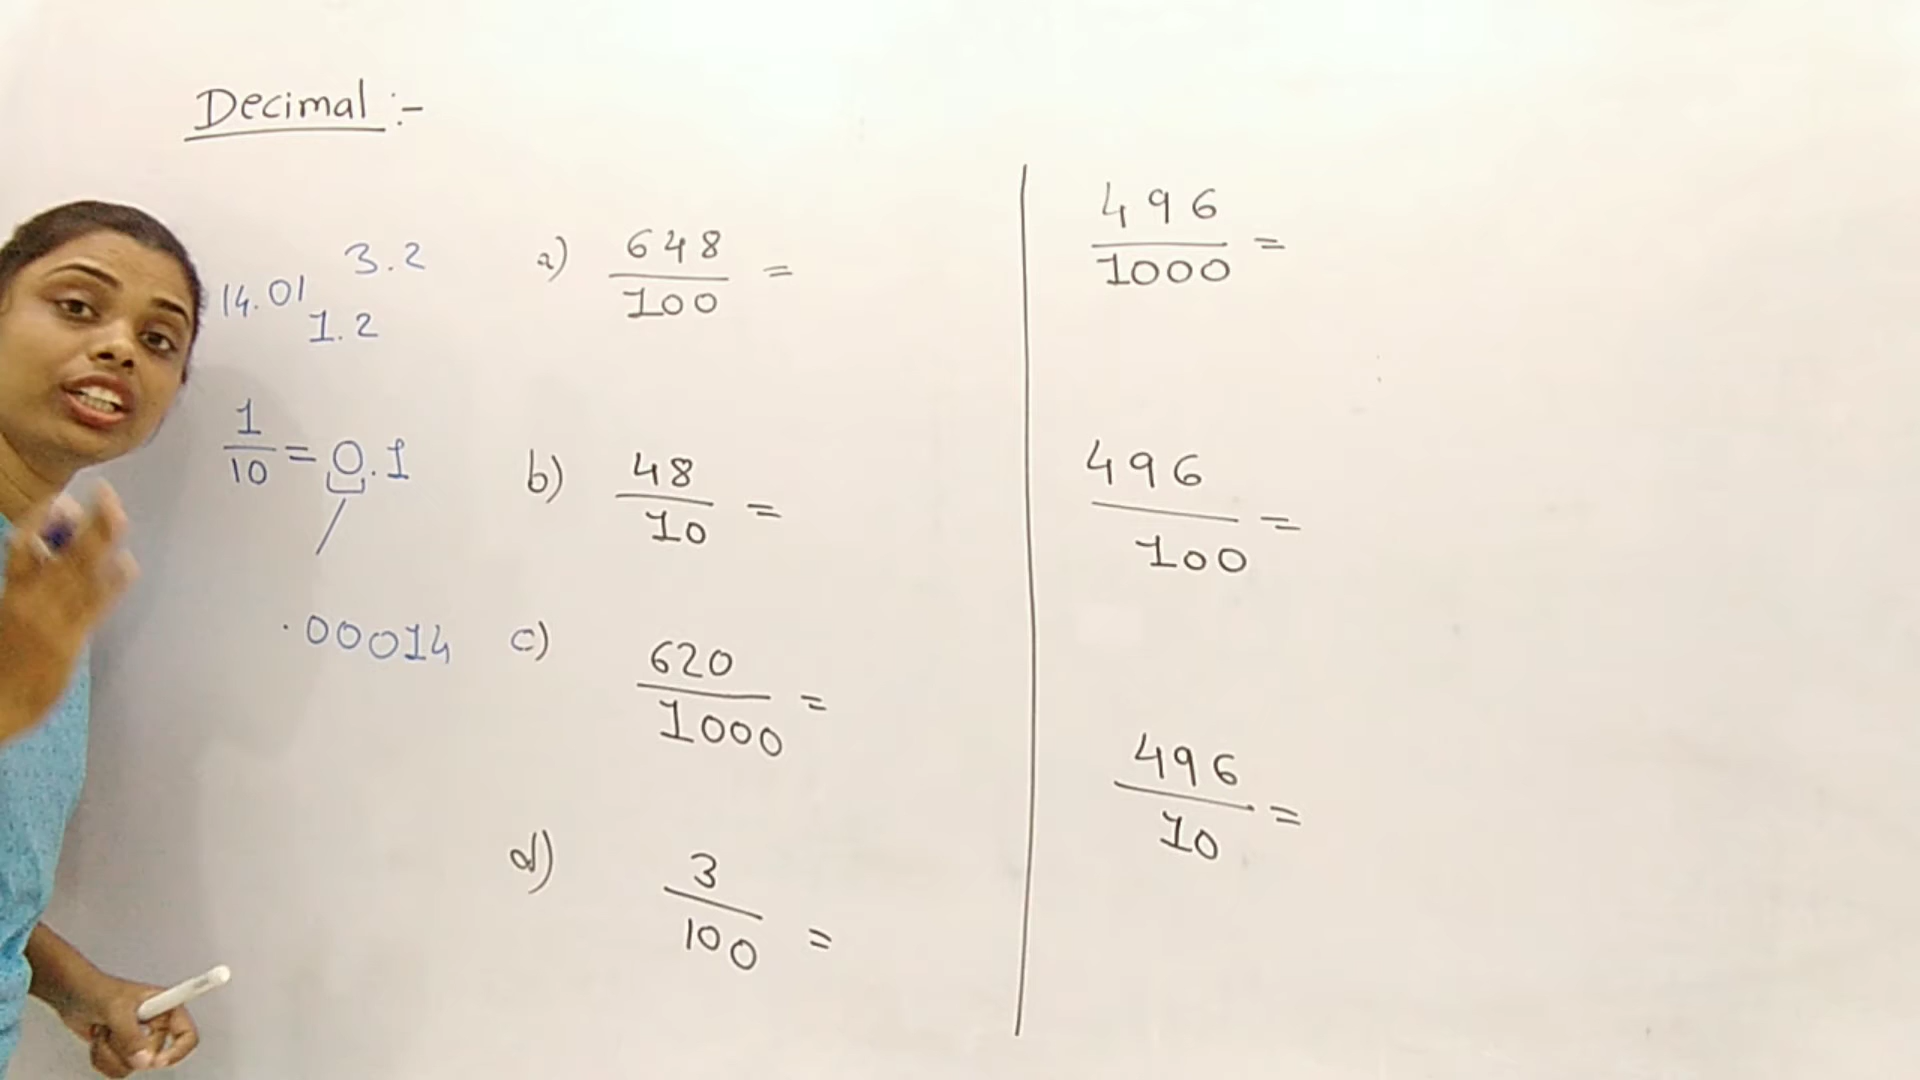 Decimal :-
3.2
14.01
1.2
1/10 = 0.1
.00014
a) 648/100 =
b) 48/10 =
c) 620/1000 =
d) 3/100 =
496/1000 =
496/100 =
496/10 =